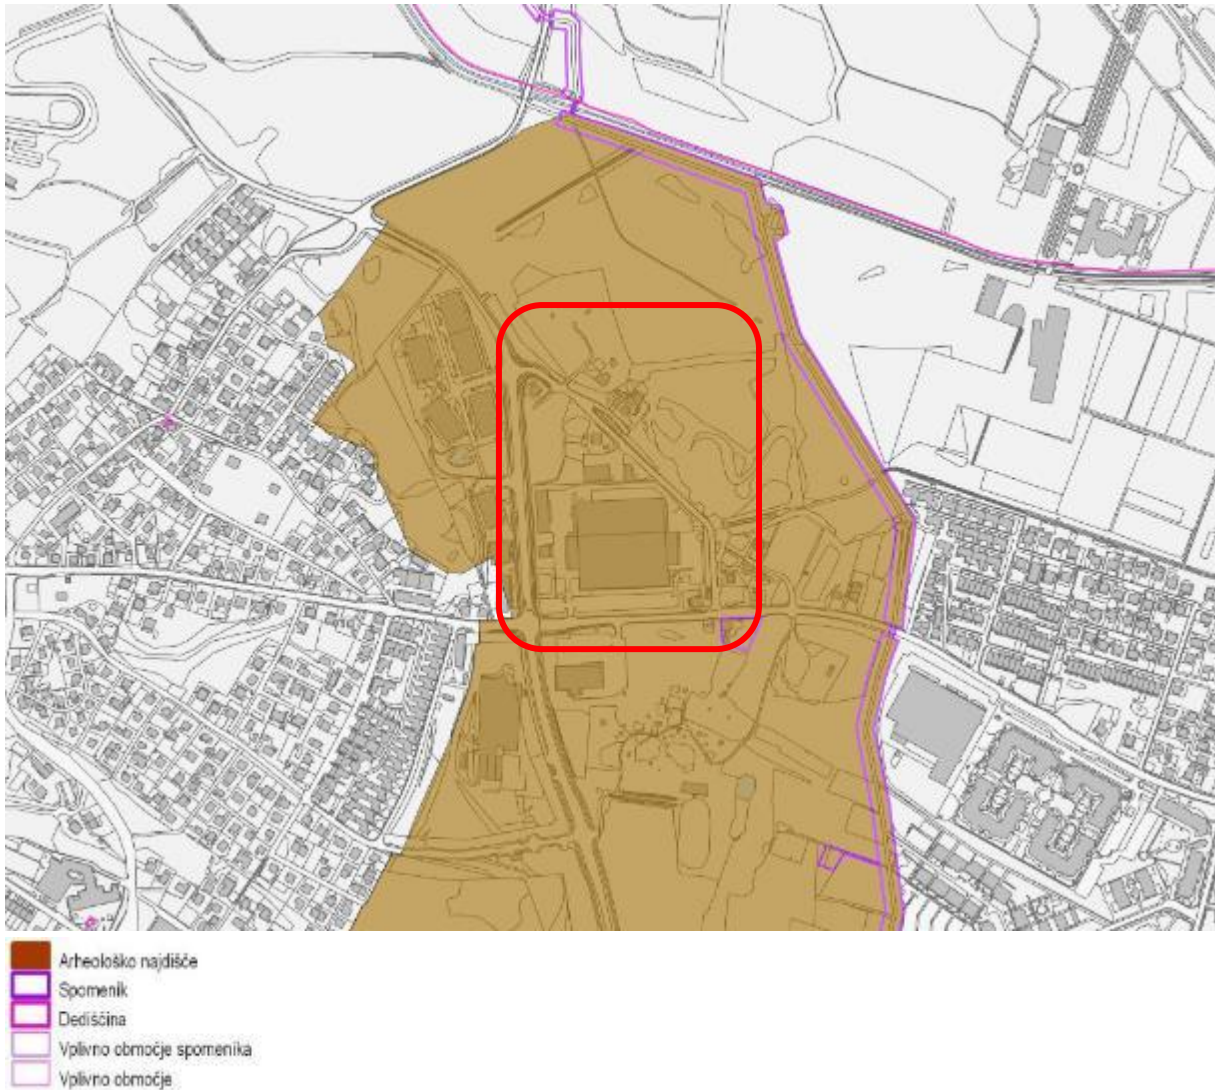 Arheološko najdišče
Spomenik
Dediščina
Vplivno območje spomenika
Vplivno območje